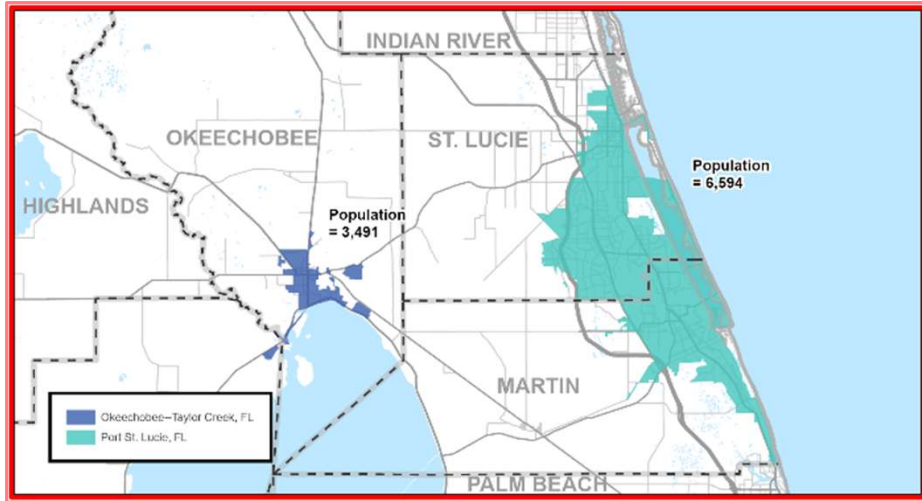 INDIAN RIVER
OKEECHOBEE
ST. LUCIE
Population
= 6,594
HIGHLANDS
Population
= 3,491
MARTIN
Okeechobee–Taylor Creek, FL
Port St. Lucie, FL
PALM BEACH